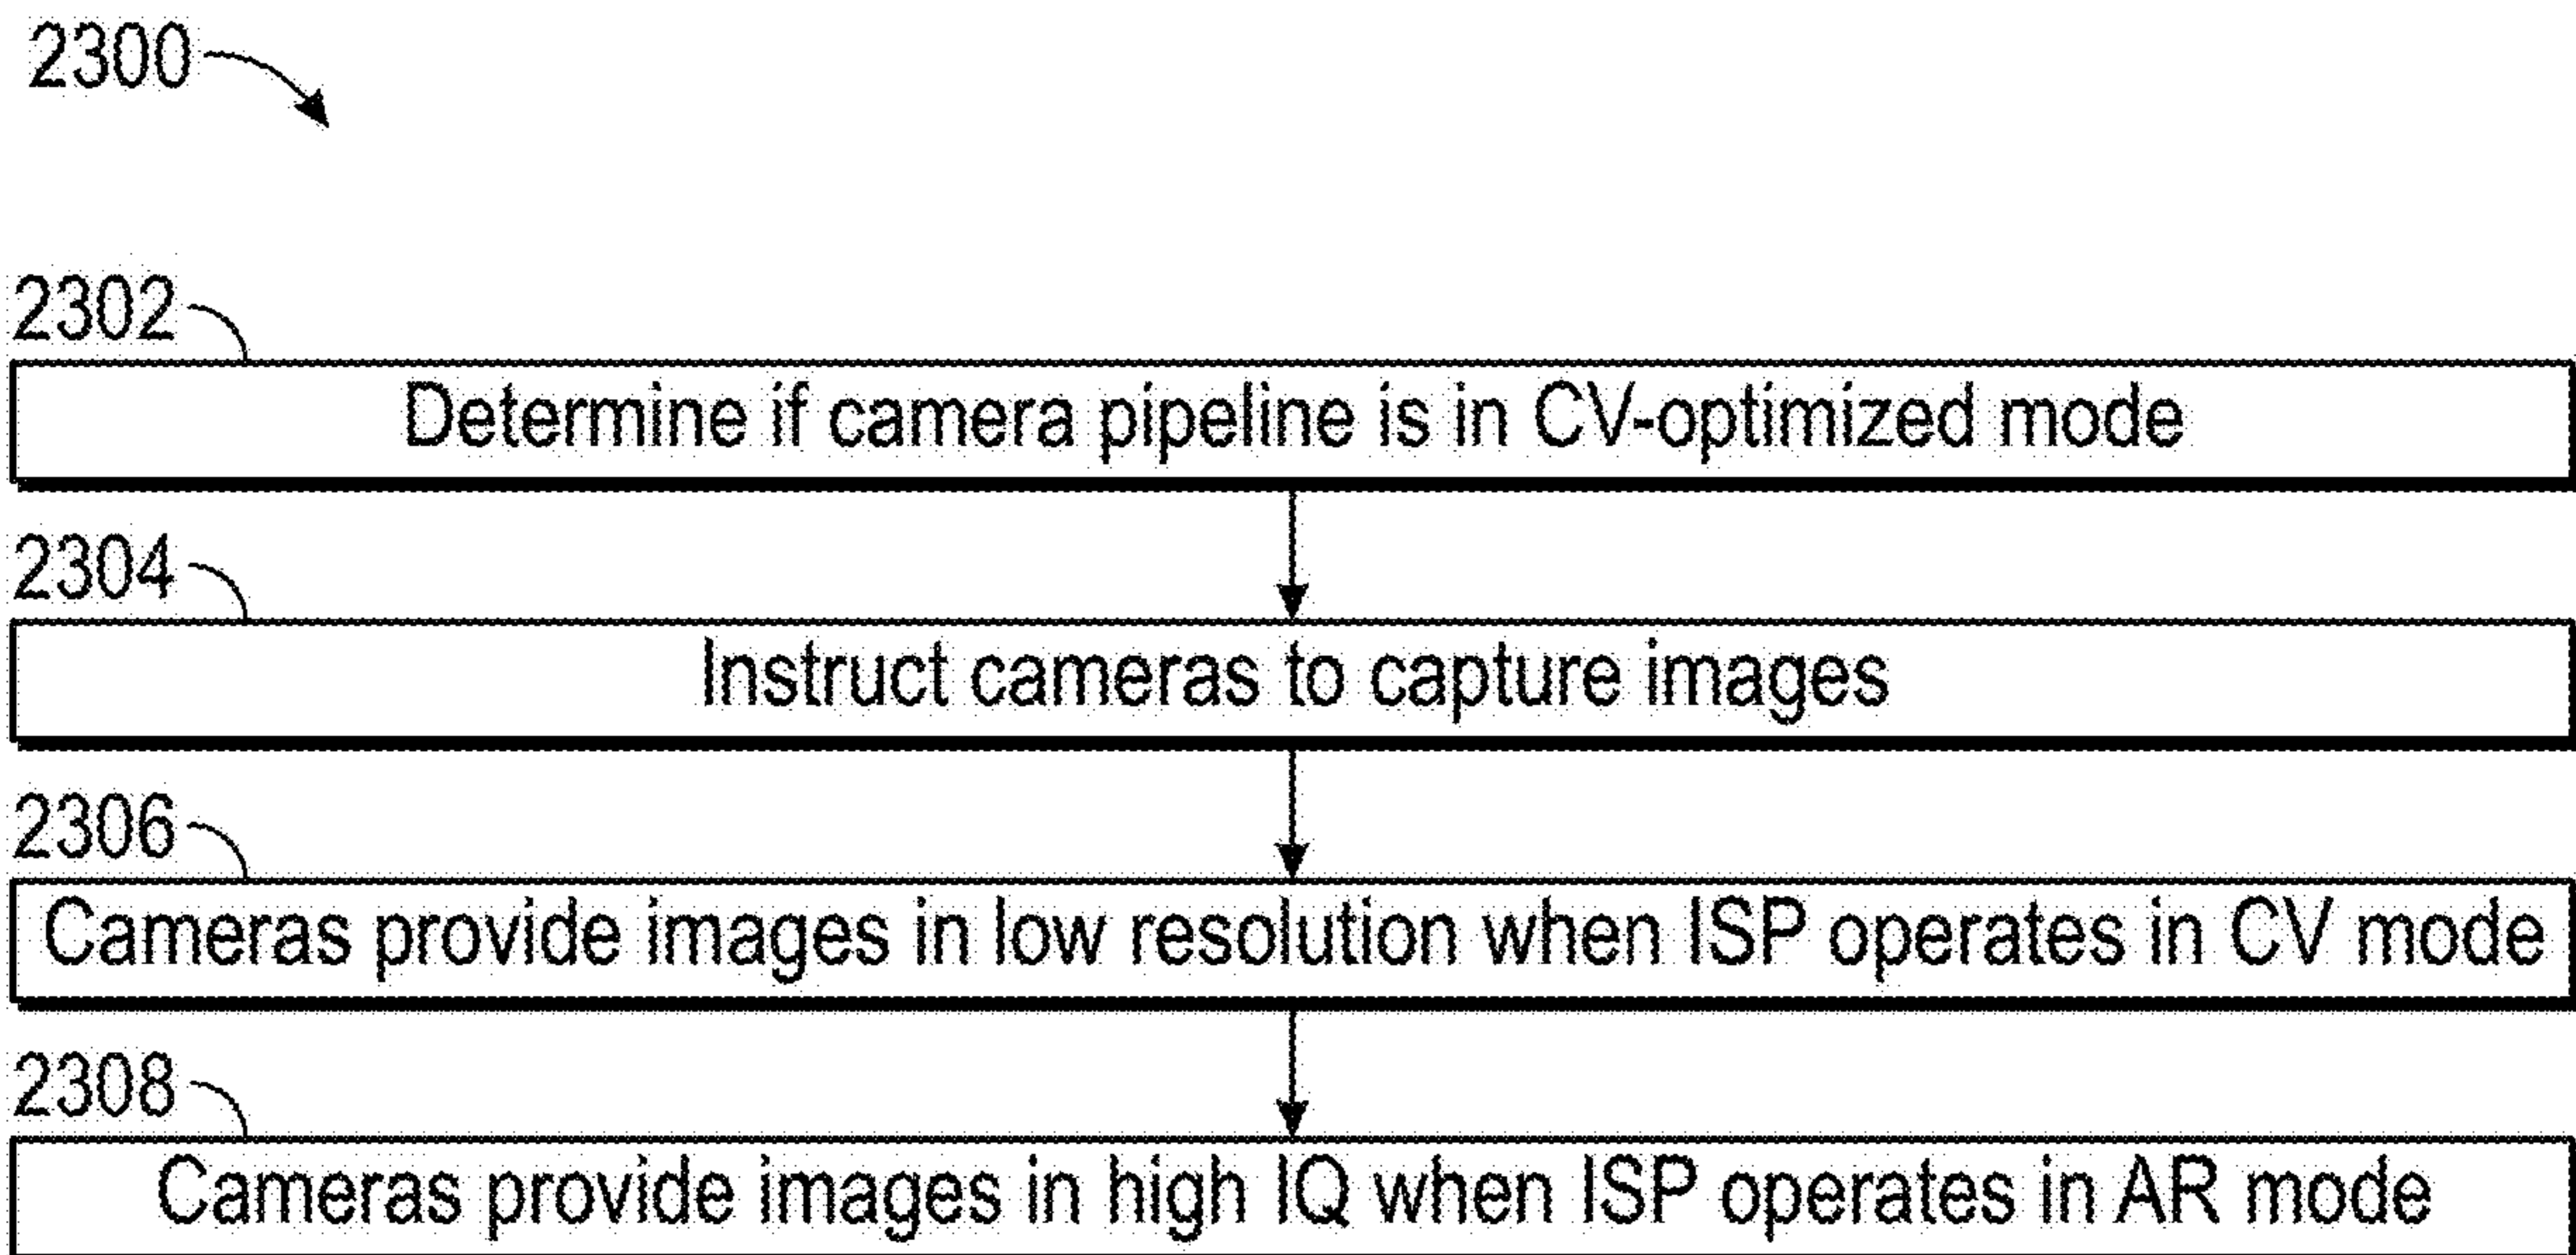 2300
2302
Determine if camera pipeline is in CV-optimized mode
2304
Instruct cameras to capture images
2306
Cameras provide images in low resolution when ISP operates in CV mode
2308
Cameras provide images in high IQ when ISP operates in AR mode